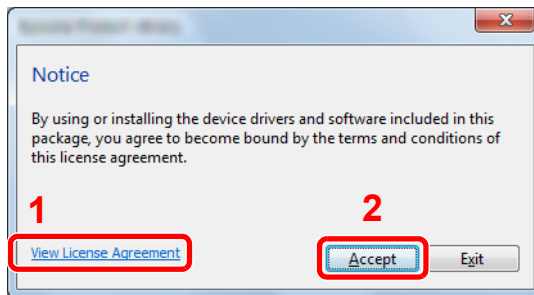 Notice
By using or installing the device drivers and software included in this
package, you agree to become bound by the terms and conditions of
this license agreement.
1
2
View License Agreement
Accept
Exit